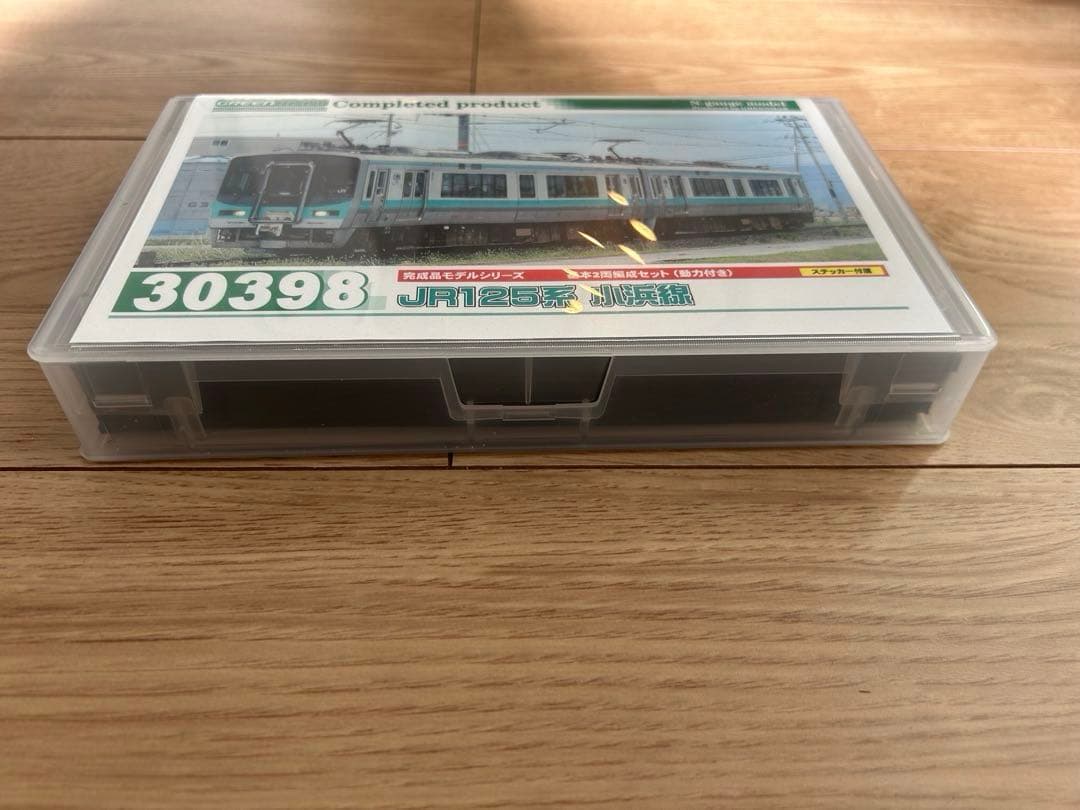 GREENMAX Completed product N-gauge model
30398
完成品モデルシリーズ 基本2両編成セット(動力付き) ステッカー付属
JR125系 小浜線